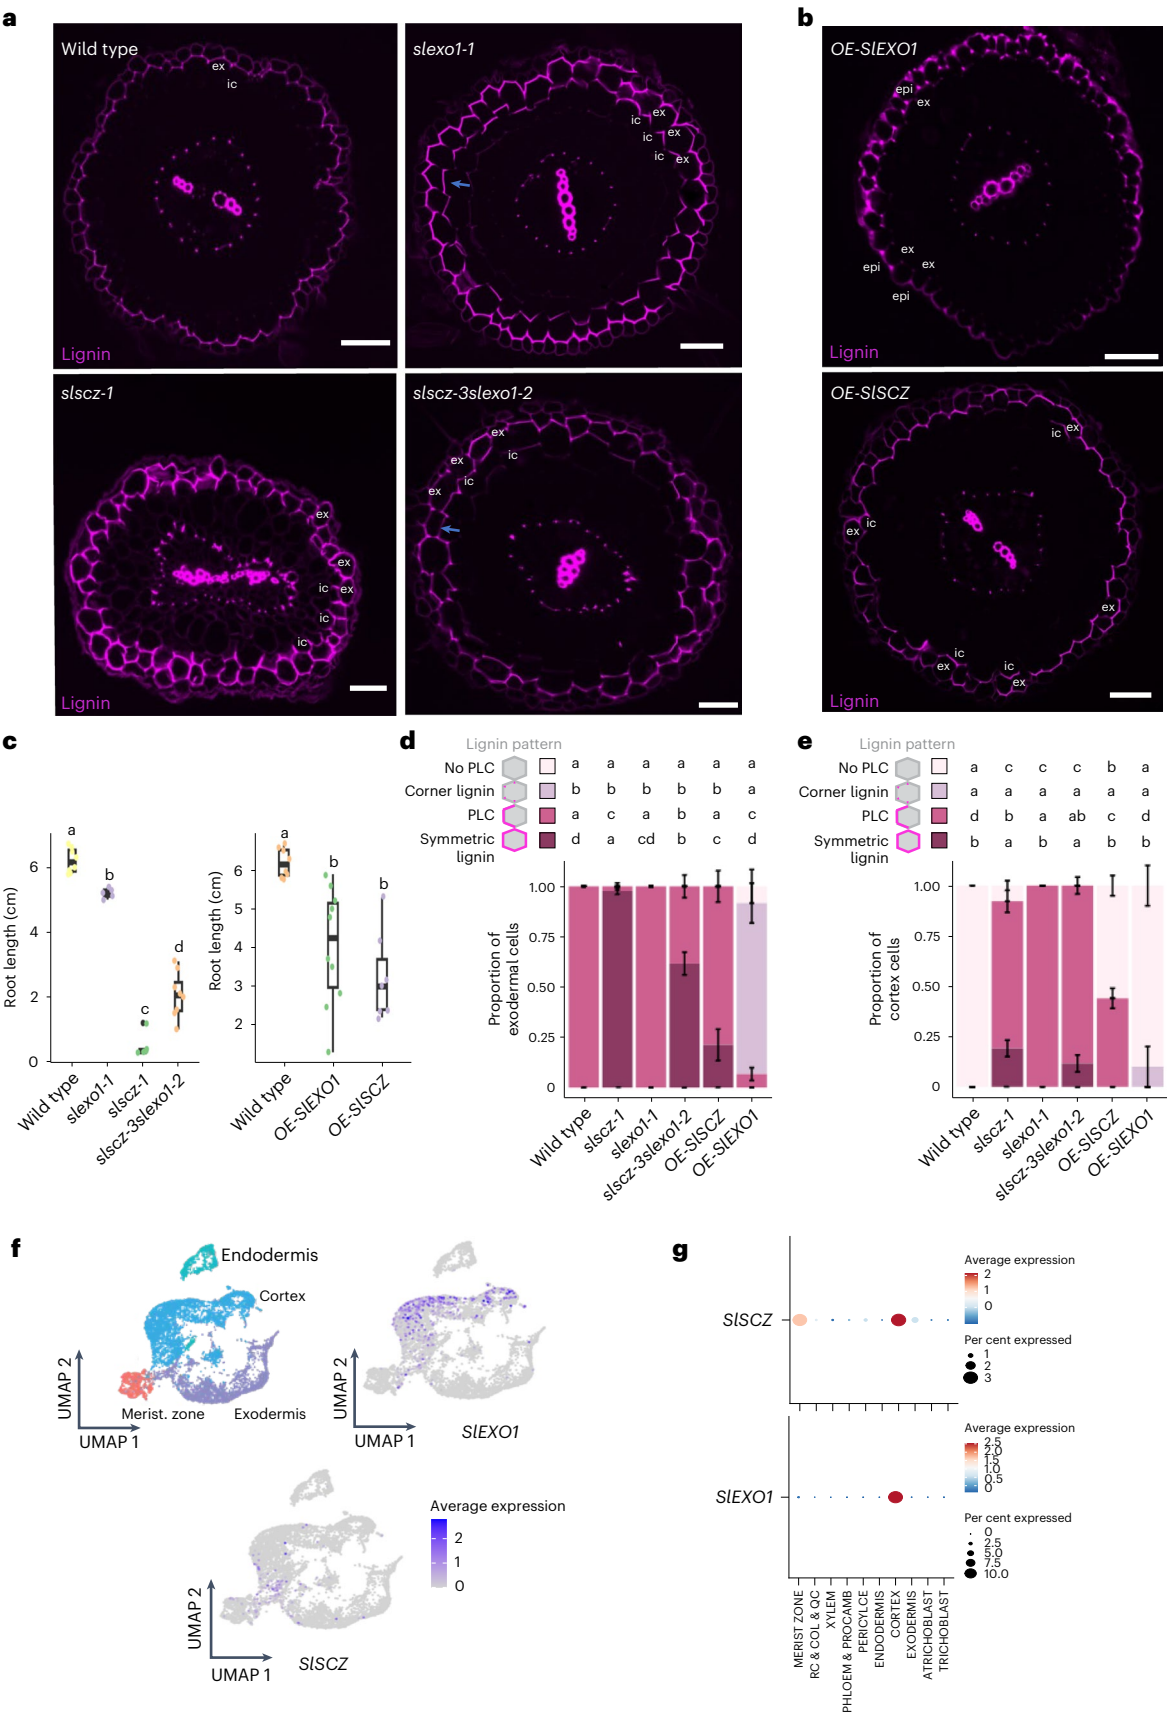 a
Wild type
ex
ic
Lignin
slexo1-1
ex
ic
ex
ic
ic
ex
slscz-1
ex
ex
ic
ex
ic
ic
Lignin
slscz-3slexo1-2
ex
ic
ex
ic
ex
b
OE-SlEXO1
epi
ex
ex
epi
ex
epi
Lignin
OE-SlSCZ
ex
ic
ic
ex
ex
ic
ic
ex
ex
Lignin
c
Root length (cm)
6
4
2
0
a
b
c
d
Wild type
slexo1-1
slscz-1
slscz-3slexo1-2
Root length (cm)
6
5
4
3
2
a
b
b
Wild type
OE-SlEXO1
OE-SlSCZ
d
Lignin pattern
No PLC a a a a a a
Corner lignin b b b b b a
PLC a c a b a c
Symmetric d a cd b c d
lignin
Proportion of
exodermal cells
1.00
0.75
0.50
0.25
0
Wild type
slscz-1
slexo1-1
slscz-3slexo1-2
OE-SlSCZ
OE-SlEXO1
e
Lignin pattern
No PLC a c c c b a
Corner lignin a a a a a a
PLC d b a ab c d
Symmetric b a b a b b
lignin
Proportion of
cortex cells
1.00
0.75
0.50
0.25
0
Wild type
slscz-1
slexo1-1
slscz-3slexo1-2
OE-SlSCZ
OE-SlEXO1
f
Endodermis
Cortex
Merist. zone
Exodermis
UMAP 2
UMAP 1
UMAP 2
UMAP 1
SlEXO1
UMAP 2
UMAP 1
SlSCZ
Average expression
2
1
0
g
SlSCZ
Average expression
2
1
0
Per cent expressed
1
2
3
SlEXO1
Average expression
2.5
2.0
1.5
1.0
0.5
0
Per cent expressed
0
2.5
5.0
7.5
10.0
MERIST ZONE
RC & COL & QC
XYLEM
PHLOEM & PROCAMB
PERICYLCE
ENDODERMIS
CORTEX
EXODERMIS
ATRICHOBLAST
TRICHOBLAST